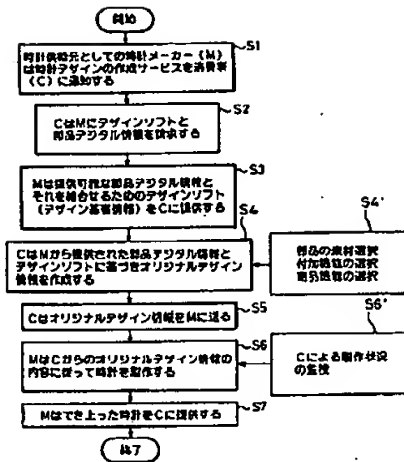 開始
S1
時計供給元としての時計メーカー(M)
は時計デザインの作成サービスを消費者
(C)に通知する
S2
CはMにデザインソフトと
部品デジタル情報を請求する
S3
Mは提供可能な部品デジタル情報と
それを組合せるためのデザインソフト
(デザイン基本情報)をCに提供する
S4
CはMから提供された部品デジタル情報と
デザインソフトに基づきオリジナルデザイン
情報を作成する
S4'
部品の素材選択
付加機能の選択
S5
CはオリジナルデザインをMに送る
S6
MはCからのオリジナルデザイン情報の
内容に従って時計を製作する
S6'
Cによる製作状況
の監視
S7
Mはでき上った時計をCに提供する
終了